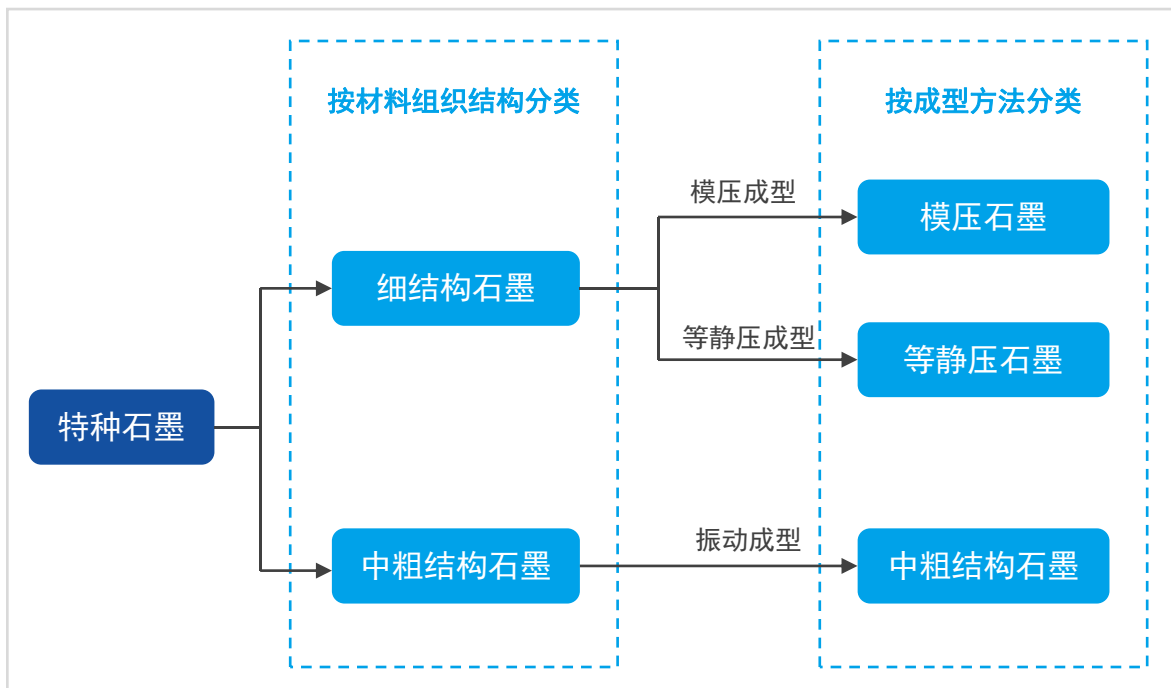 按材料组织结构分类
按成型方法分类
模压成型
模压石墨
细结构石墨
等静压成型
等静压石墨
特种石墨
振动成型
中粗结构石墨
中粗结构石墨